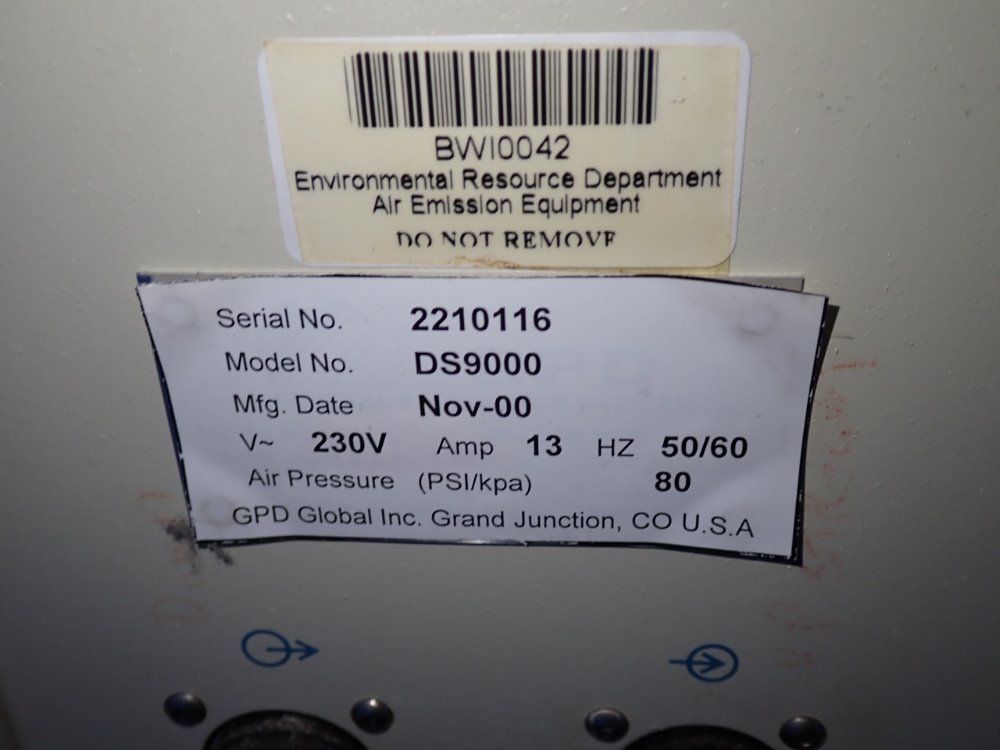 BWI0042
Environmental Resource Department
Air Emission Equipment
DO NOT REMOVE
Serial No. 2210116
Model No. DS9000
Mfg. Date Nov-00
V~ 230V Amp 13 HZ 50/60
Air Pressure (PSI/kpa) 80
GPD Global Inc. Grand Junction, CO U.S.A